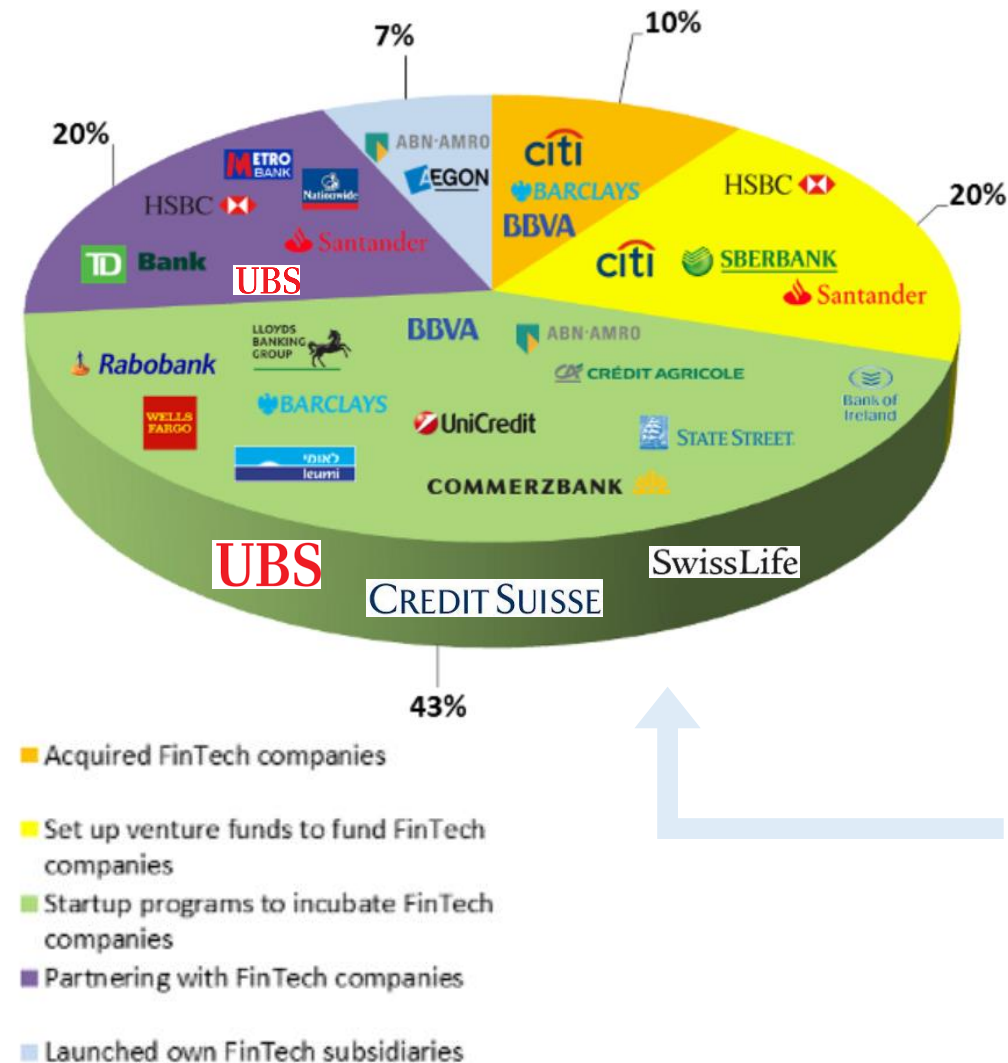 7%
10%
20%
20%
ABN·AMRO
AEGON
citi
BARCLAYS
BBVA
HSBC
citi
SBERBANK
Santander
METRO
BANK
Nationwide
HSBC
Santander
TD Bank
UBS
Rabobank
LLOYDS
BANKING
GROUP
BBVA
ABN·AMRO
CRÉDIT AGRICOLE
Bank of
Ireland
WELLS
FARGO
BARCLAYS
UniCredit
STATE STREET.
לאומי
leumi
COMMERZBANK
UBS
CREDIT SUISSE
SwissLife
43%
Acquired FinTech companies
Set up venture funds to fund FinTech
companies
Startup programs to incubate FinTech
companies
Partnering with FinTech companies
Launched own FinTech subsidiaries